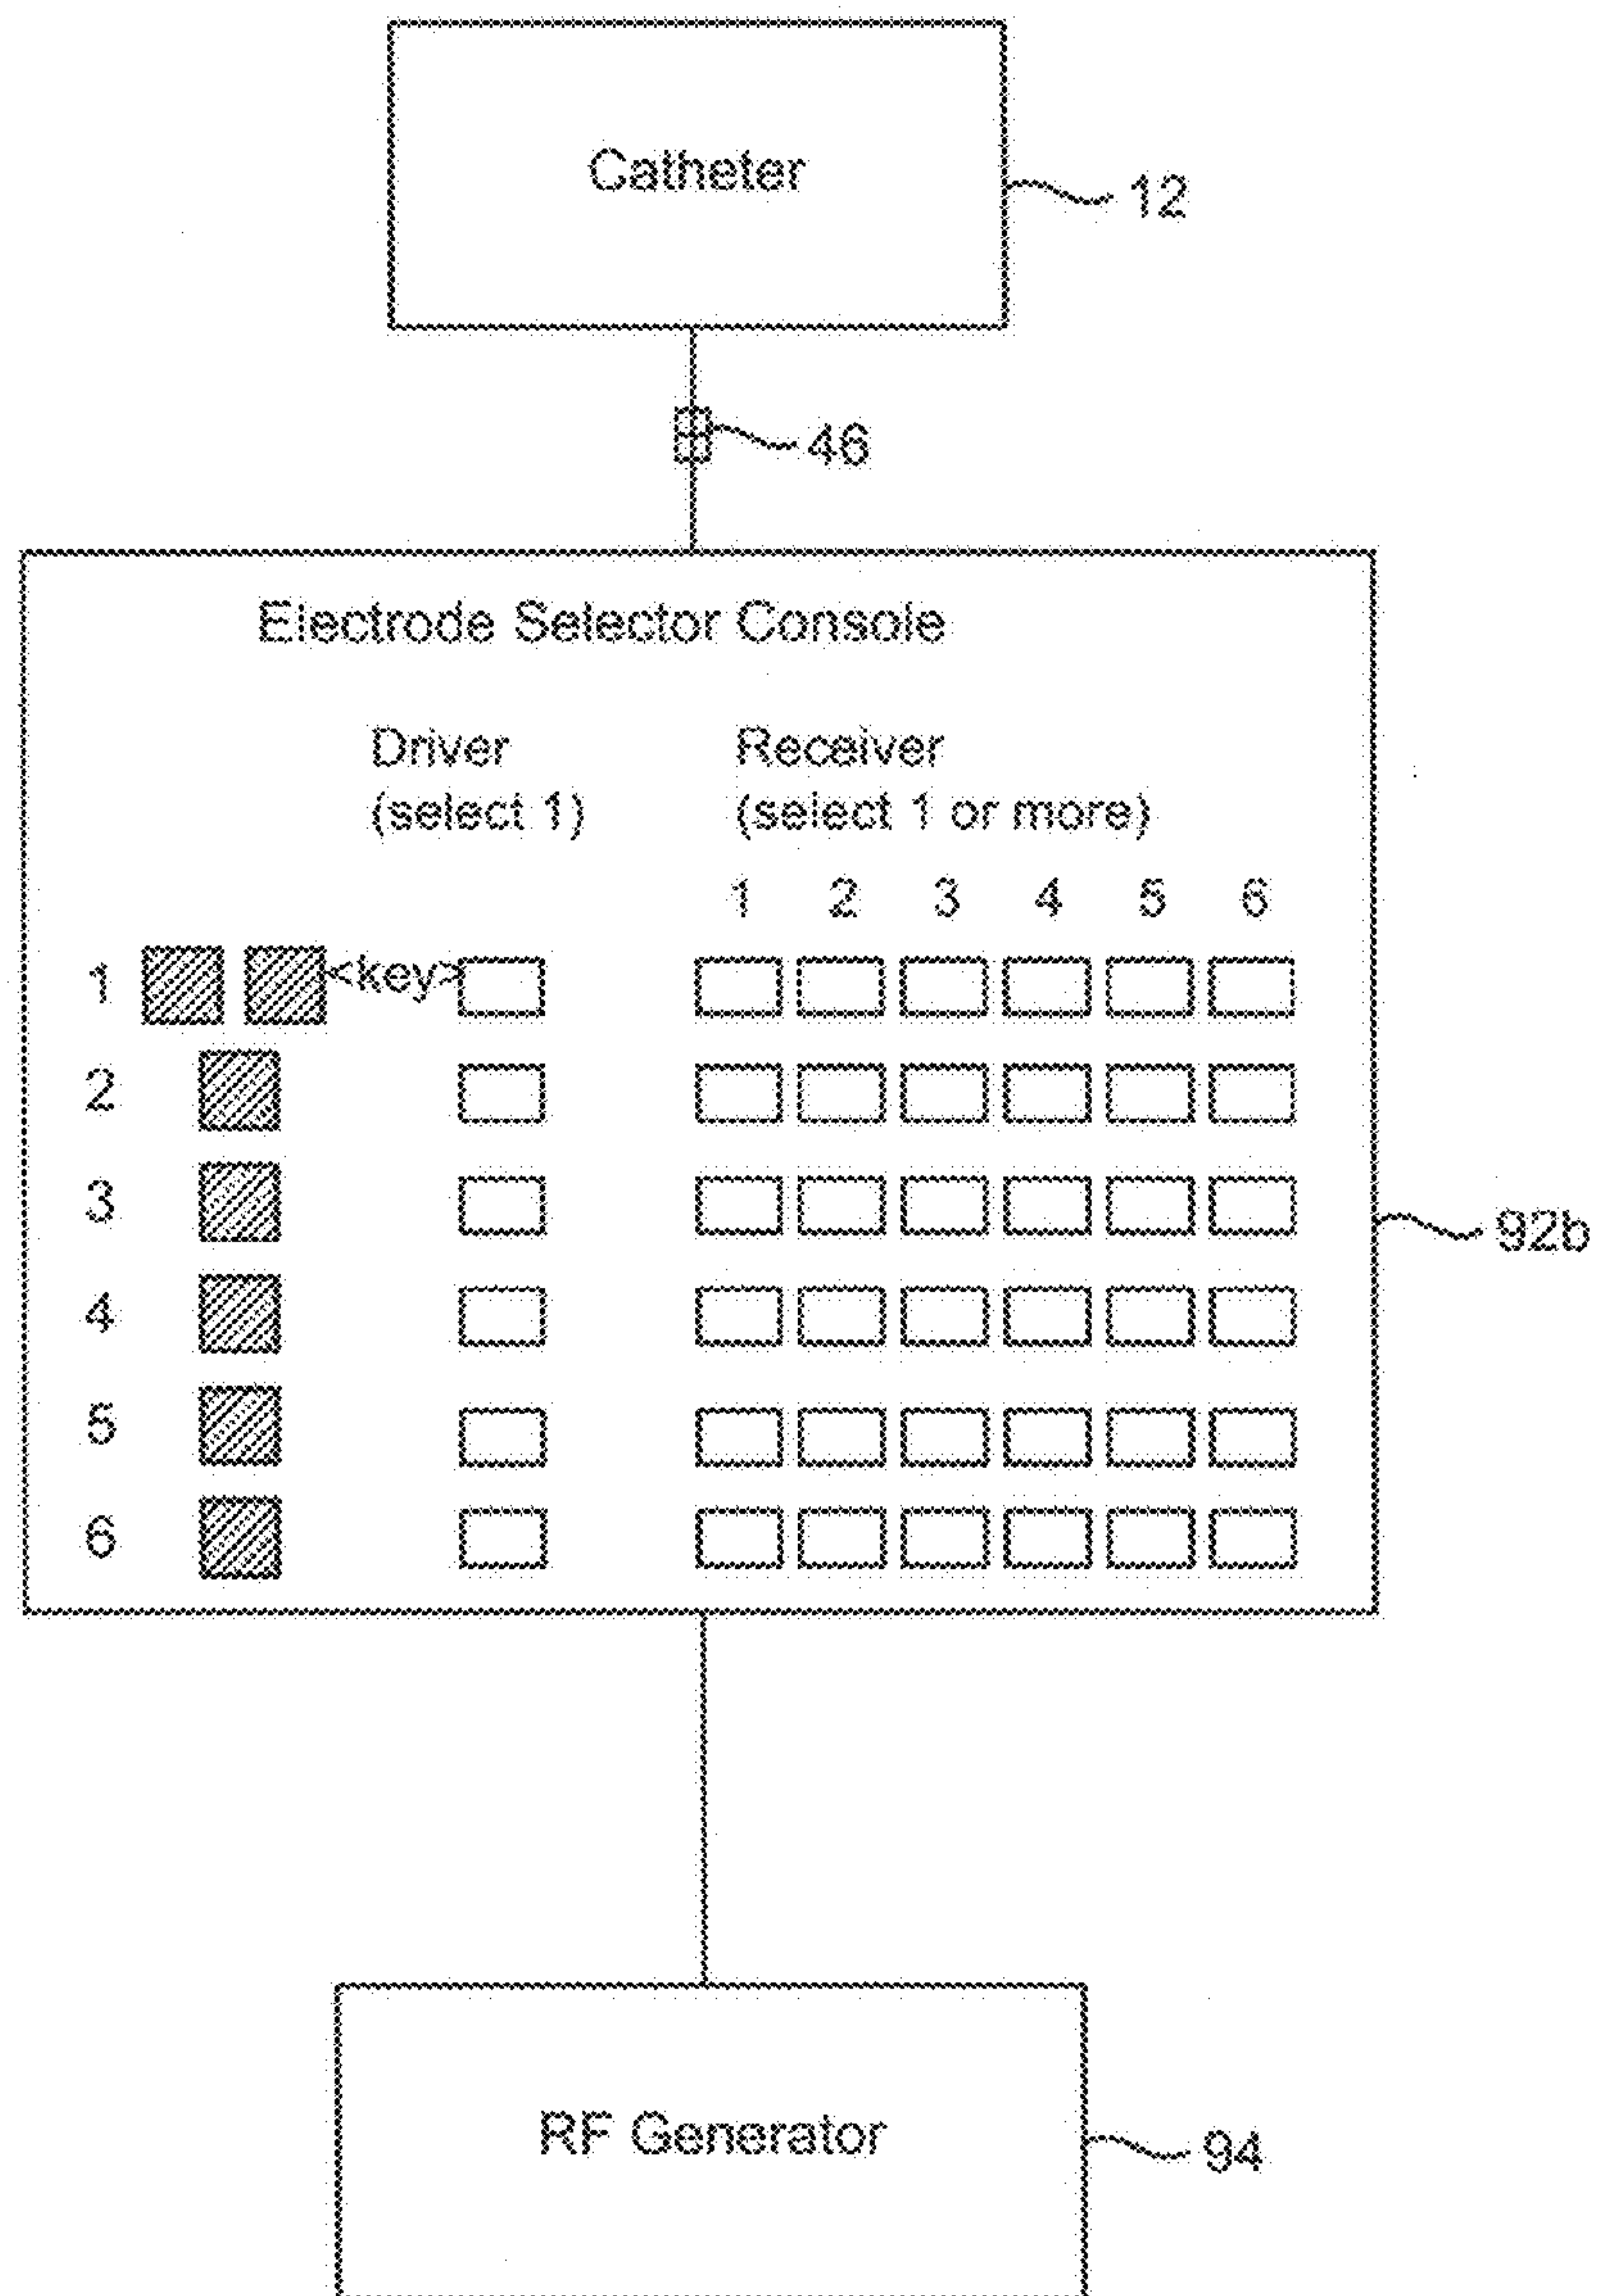 Catheter
12
46
Electrode Selector Console
Driver Receiver
(select 1) (select 1 or more)
1 2 3 4 5 6
1 <key>
2
3
92b
4
5
6
RF Generator
94